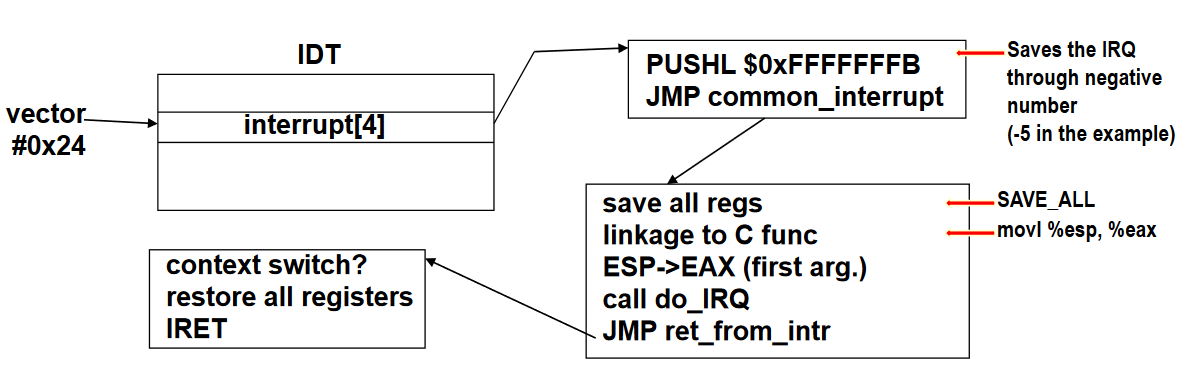 IDT
vector
#0x24
interrupt[4]
PUSHL $0xFFFFFFFB
JMP common_interrupt
Saves the IRQ
through negative
number
(-5 in the example)
save all regs
linkage to C func
ESP->EAX (first arg.)
call do_IRQ
JMP ret_from_intr
SAVE_ALL
movl %esp, %eax
context switch?
restore all registers
IRET